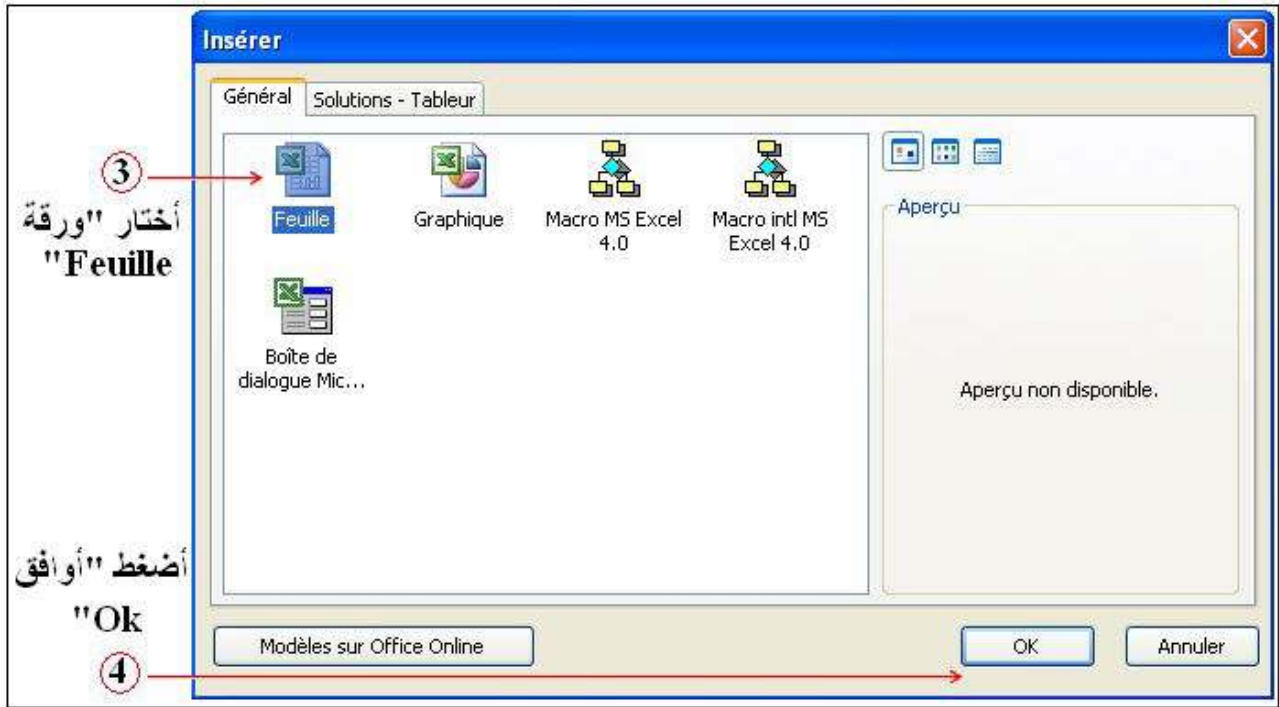 Insérer
Général
Solutions - Tableur
3
أختار "ورقة
Feuille"
Feuille
Graphique
Macro MS Excel
4.0
Macro intl MS
Excel 4.0
Boîte de
dialogue Mic...
Aperçu
Aperçu non disponible.
أضغط "أوافق
Ok"
4
Modèles sur Office Online
OK
Annuler